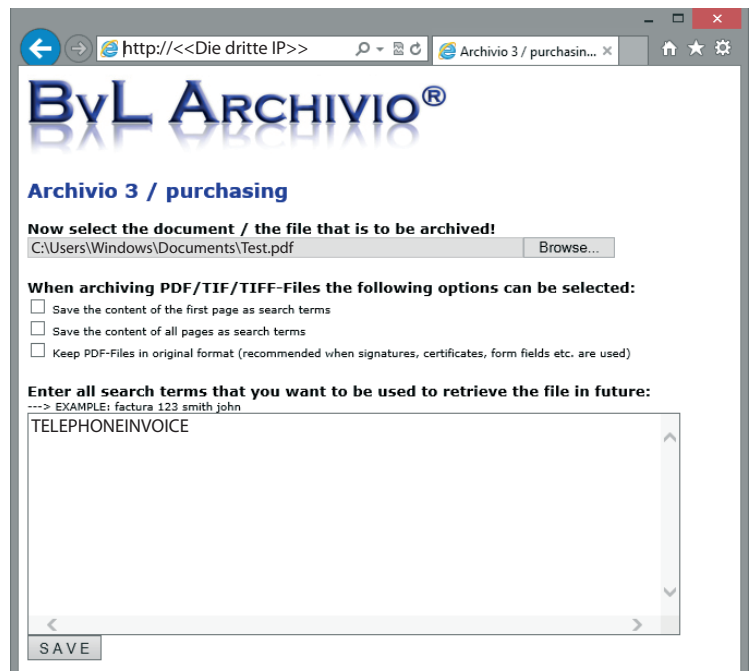 http://<<Die dritte IP>>
Archivio 3 / purchasin...
BvL ARCHIVIO®
Archivio 3 / purchasing
Now select the document / the file that is to be archived!
C:\Users\Windows\Documents\Test.pdf Browse...
When archiving PDF/TIF/TIFF-Files the following options can be selected:
Save the content of the first page as search terms
Save the content of all pages as search terms
Keep PDF-Files in original format (recommended when signatures, certificates, form fields etc. are used)
Enter all search terms that you want to be used to retrieve the file in future:
---> EXAMPLE: factura 123 smith john
TELEPHONEINVOICE
SAVE